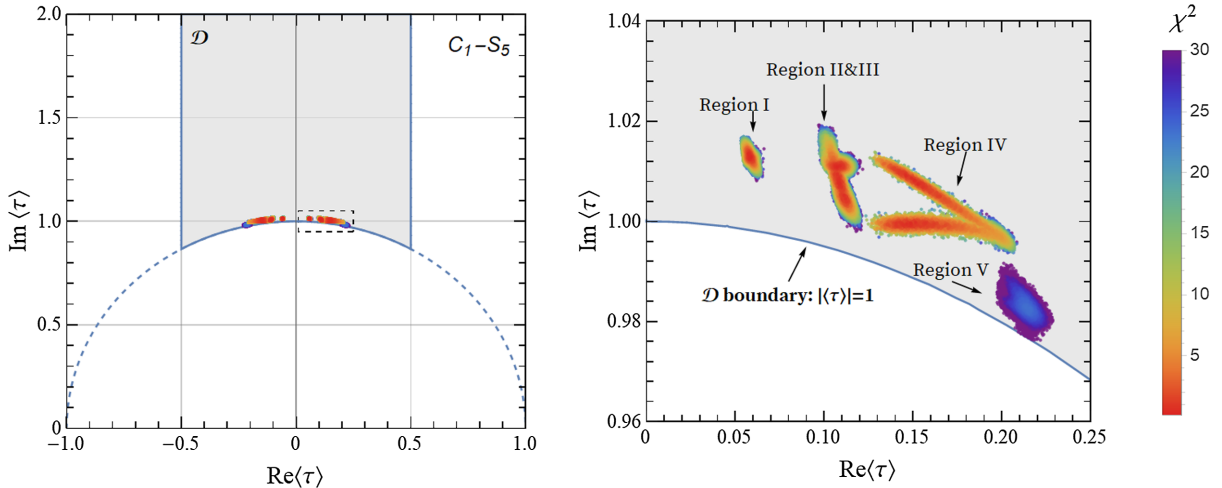 2.0
1.5
1.0
0.5
0
−1.0
−0.5
0
0.5
1.0
Im ⟨τ⟩
Re⟨τ⟩
𝒟
C₁−S₅
1.04
1.02
1.00
0.98
0.96
0
0.05
0.10
0.15
0.20
0.25
Im ⟨τ⟩
Re⟨τ⟩
Region II&III
Region I
Region IV
Region V
𝒟 boundary: |⟨τ⟩|=1
χ²
30
25
20
15
10
5